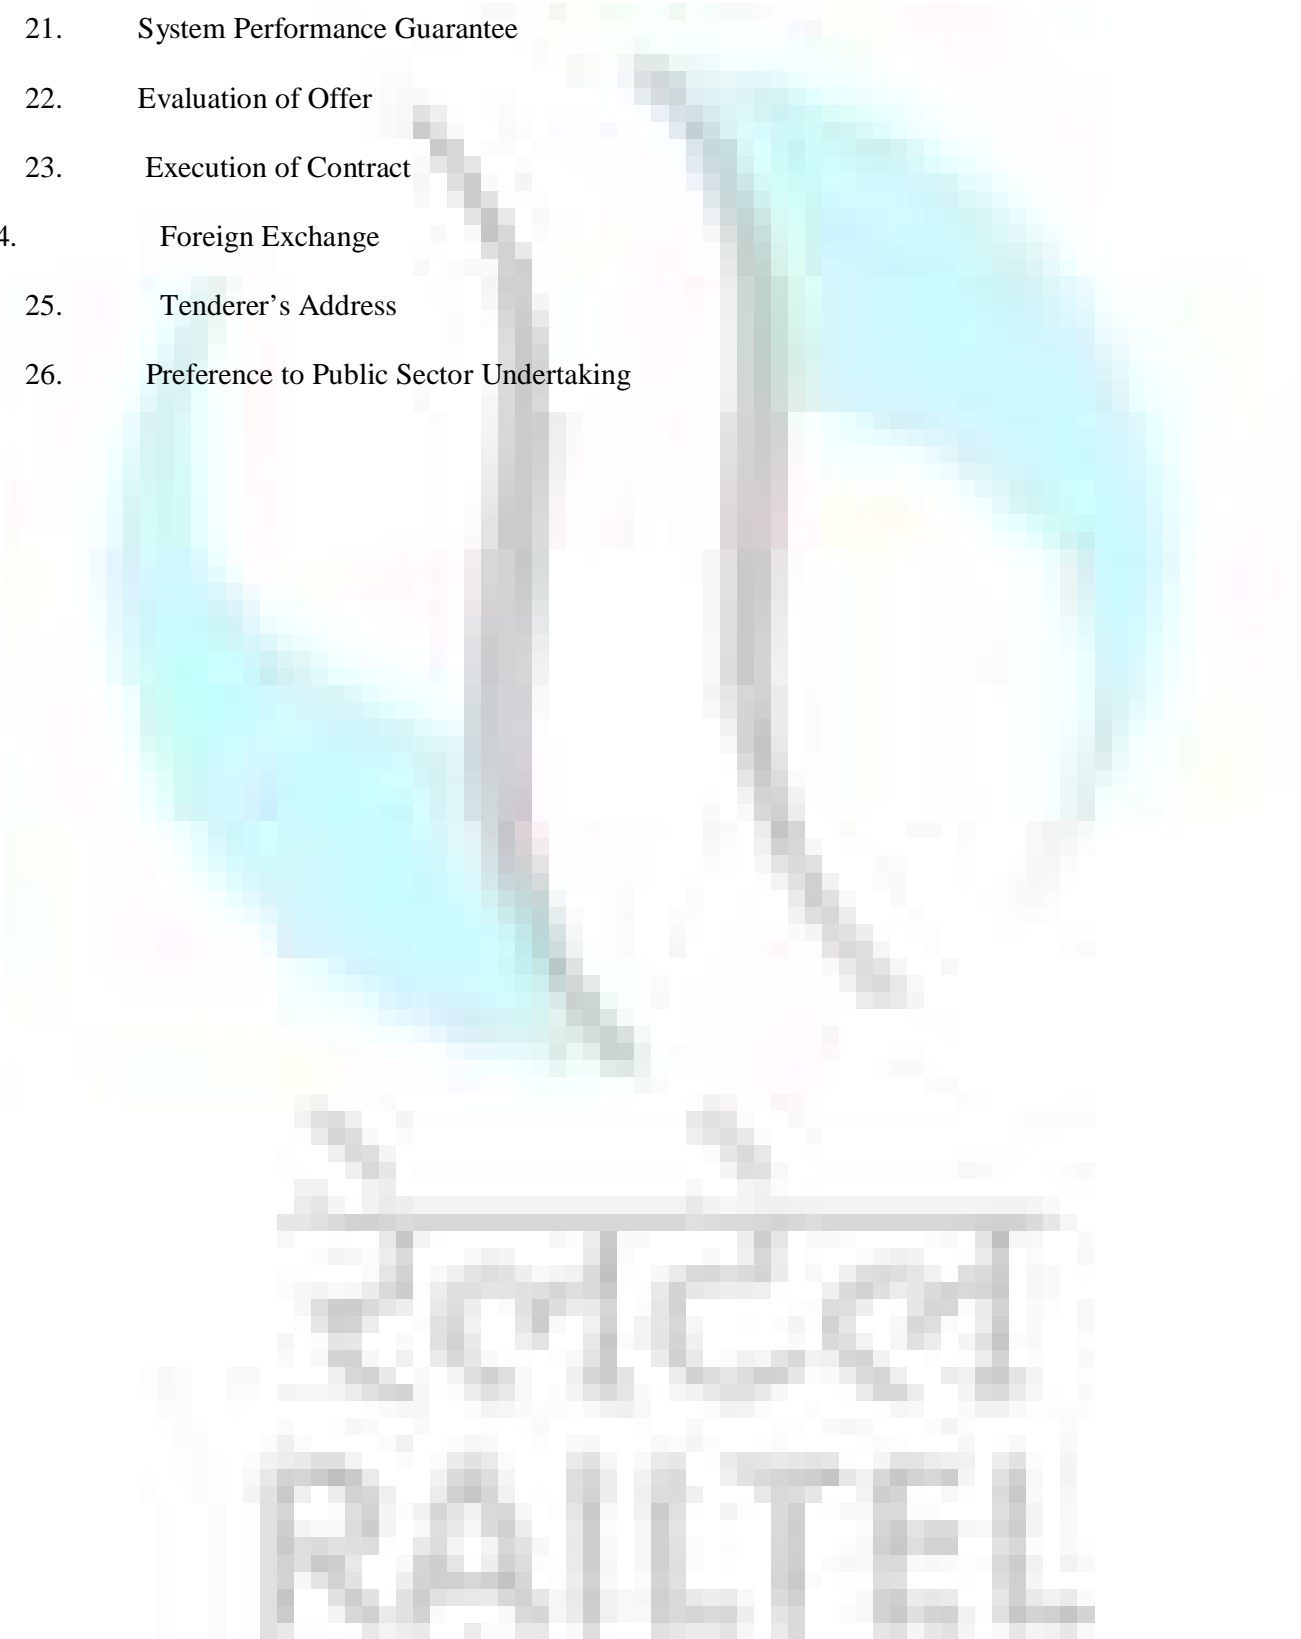 21. System Performance Guarantee
22. Evaluation of Offer
23. Execution of Contract
4. Foreign Exchange
25. Tenderer’s Address
26. Preference to Public Sector Undertaking
रेलटेल
RAILTEL